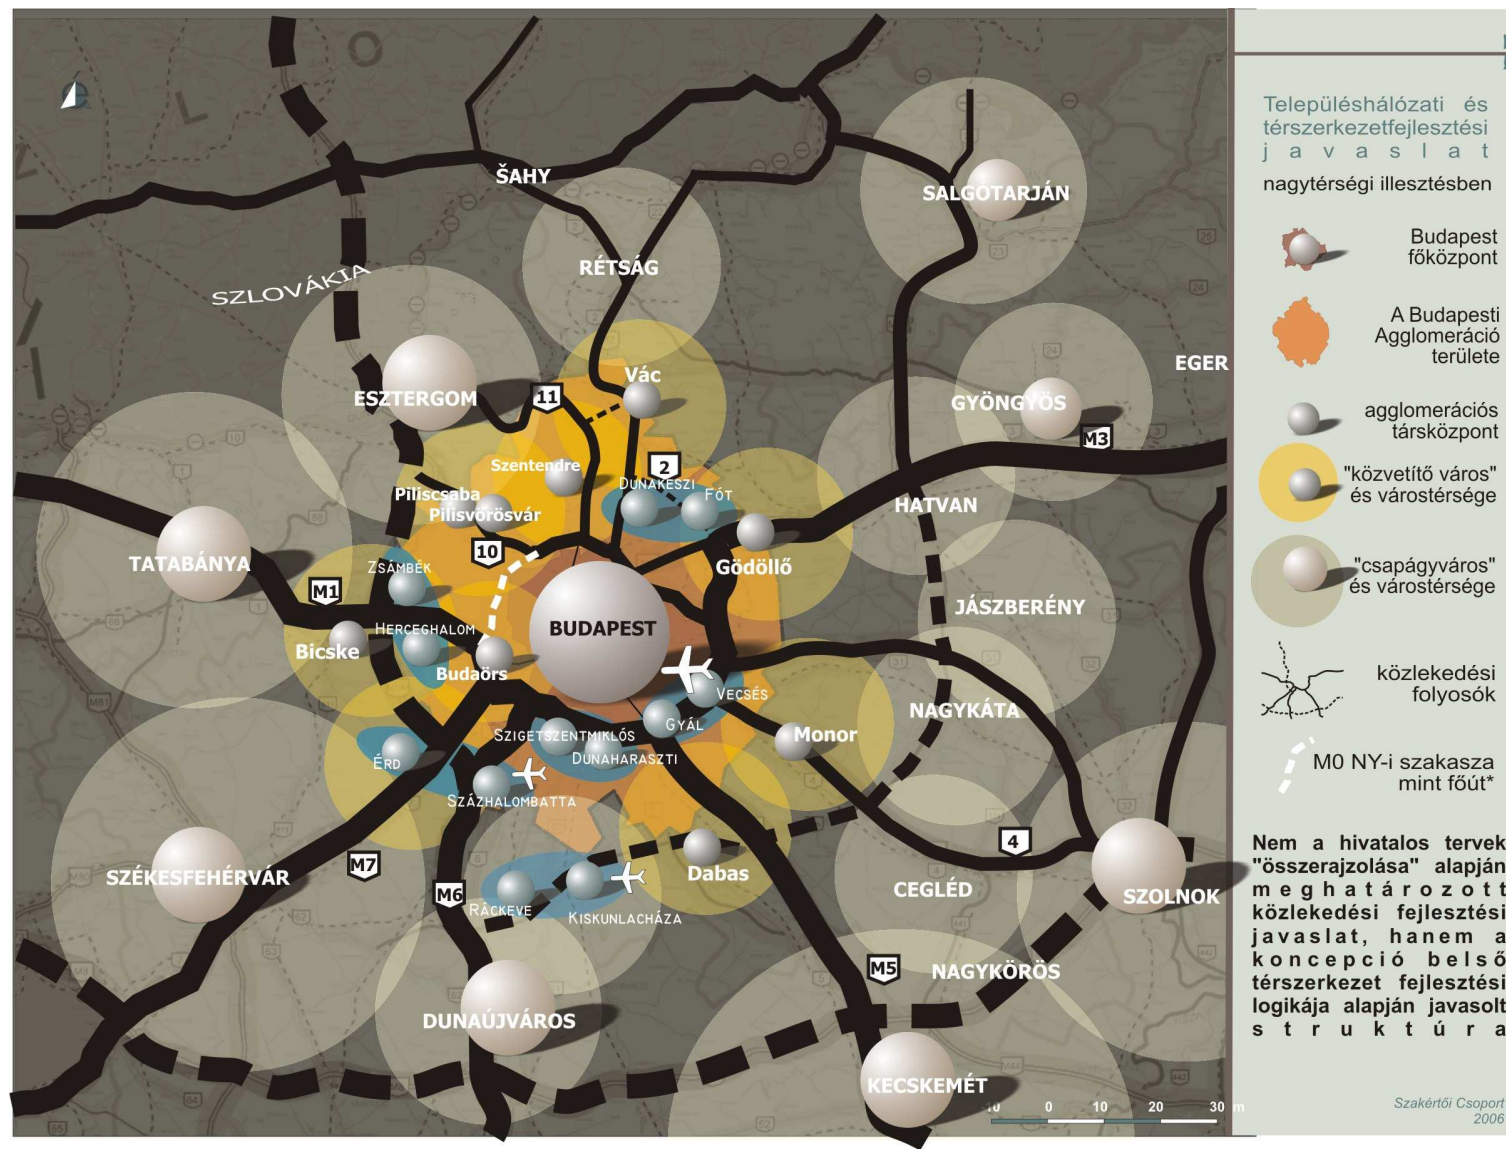 ŠAHY
SALGÓTARJÁN
RÉTSÁG
SZLOVÁKIA
EGER
ESZTERGOM
11
Vác
GYÖNGYÖS
M3
Szentendre
2
DUNAKESZI
FÓT
Piliscsaba
Pilisvörösvár
HATVAN
10
TATABÁNYA
ZSÁMBÉK
Gödöllő
M1
JÁSZBERÉNY
HERCEGHALOM
BUDAPEST
Bicske
Budaörs
VECSÉS
NAGYKÁTA
GYÁL
SZIGETSZENTMIKLÓS
Monor
DUNAHARASZTI
ÉRD
SZÁZHALOMBATTA
4
M7
Dabas
SZÉKESFEHÉRVÁR
M6
CEGLÉD
SZOLNOK
RÁCKEVE
KISKUNLACHÁZA
M5
NAGYKŐRÖS
DUNAÚJVÁROS
KECSKEMÉT
10 0 10 20 30
Településhálózati és
térszerkezetfejlesztési
javaslat
nagytérségi illesztésben
Budapest
főközpont
A Budapesti
Agglomeráció
területe
agglomerációs
társközpont
"közvetítő város"
és várostérsége
"csapágyváros"
és várostérsége
közlekedési
folyosók
M0 NY-i szakasza
mint főút*
Nem a hivatalos tervek
"összerajzolása" alapján
meghatározott
közlekedési fejlesztési
javaslat, hanem a
koncepció belső
térszerkezet fejlesztési
logikája alapján javasolt
struktúra
Szakértői Csoport
2006